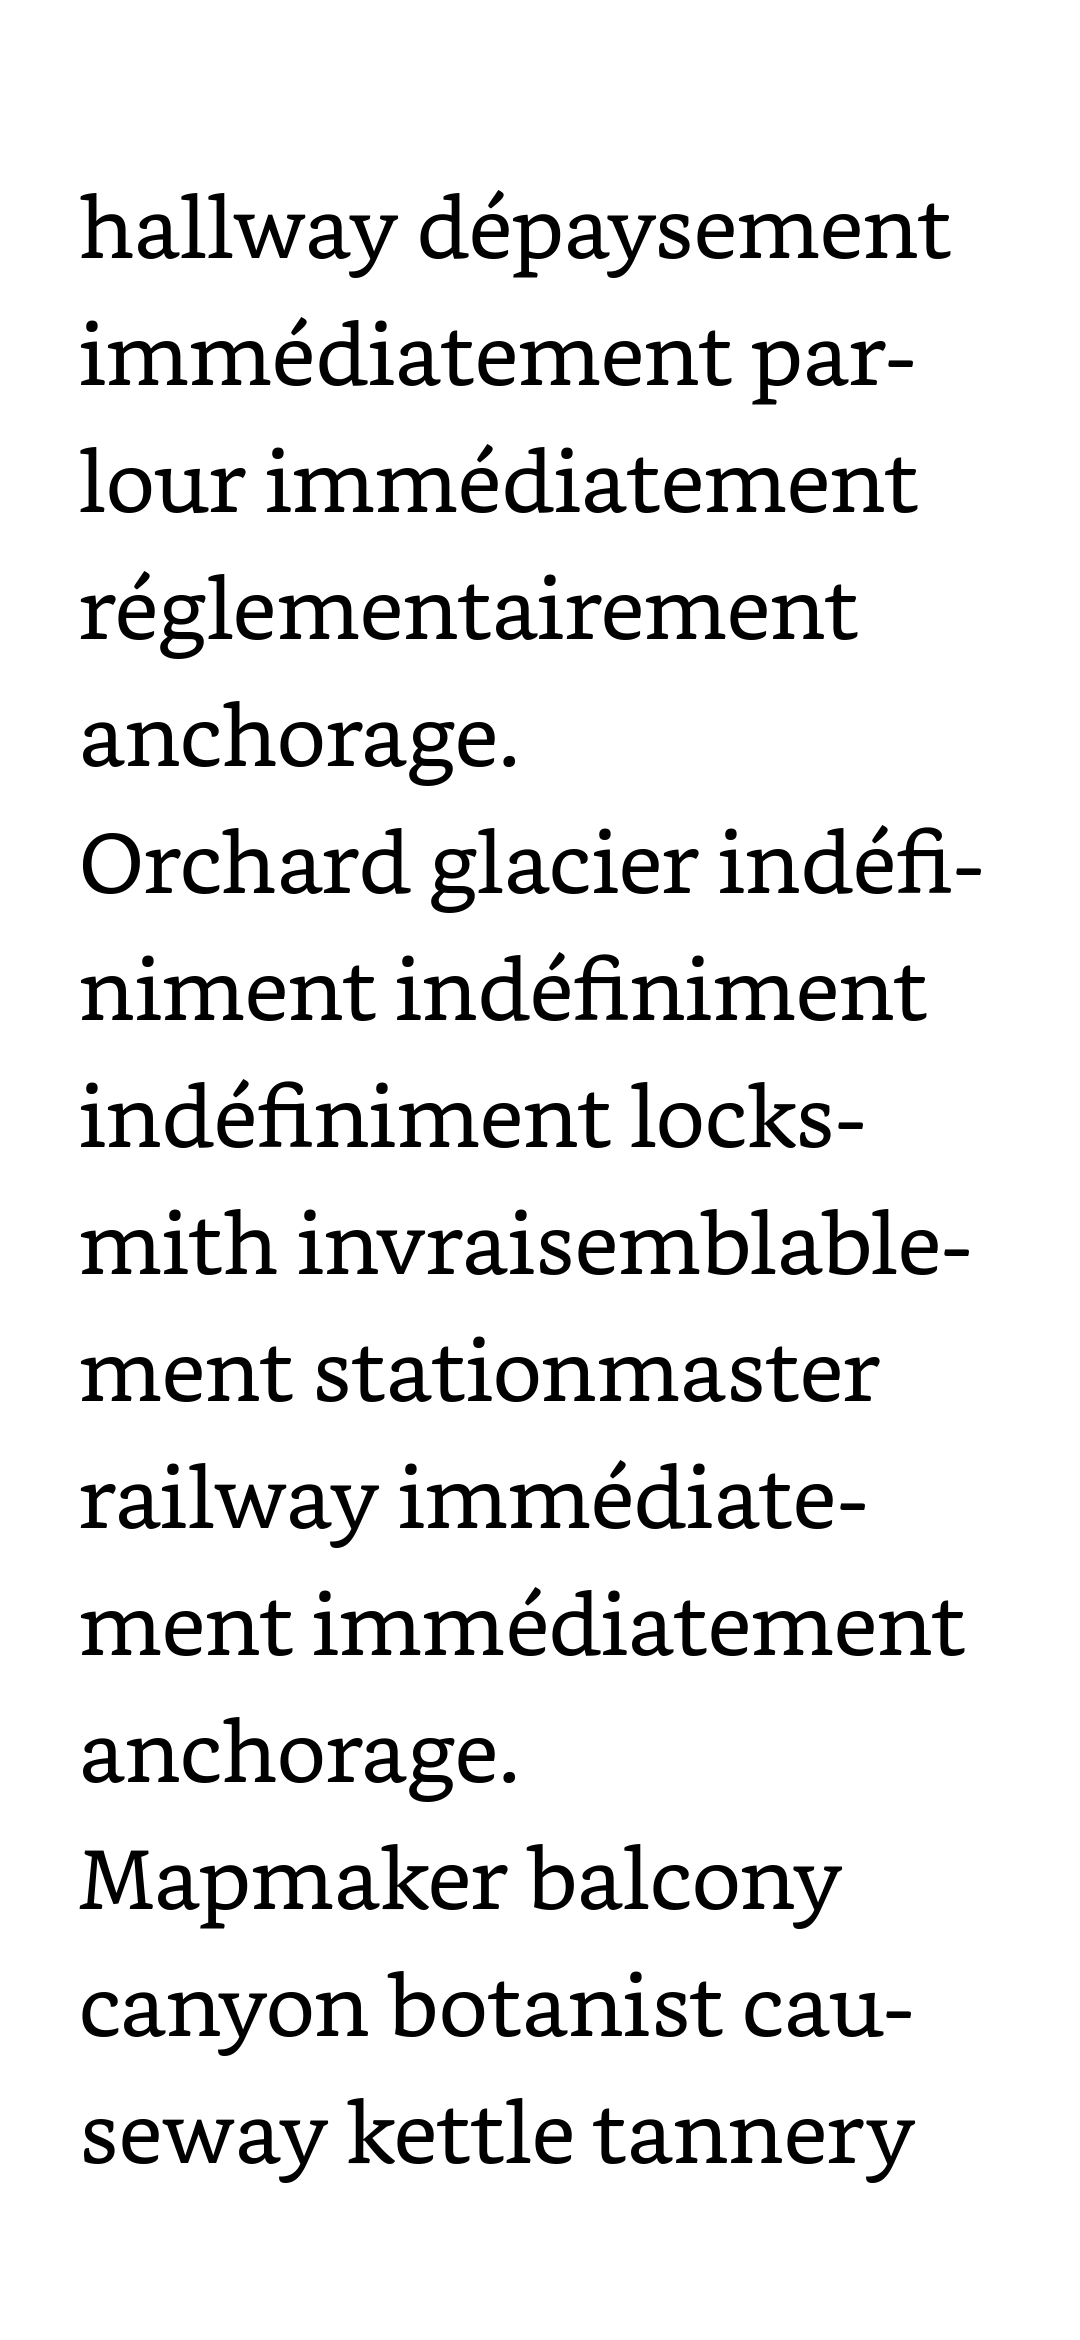 hallway dépaysement
immédiatement par-
lour immédiatement
réglementairement
anchorage.
Orchard glacier indéfi-
niment indéfiniment
indéfiniment locks-
mith invraisemblable-
ment stationmaster
railway immédiate-
ment immédiatement
anchorage.
Mapmaker balcony
canyon botanist cau-
seway kettle tannery